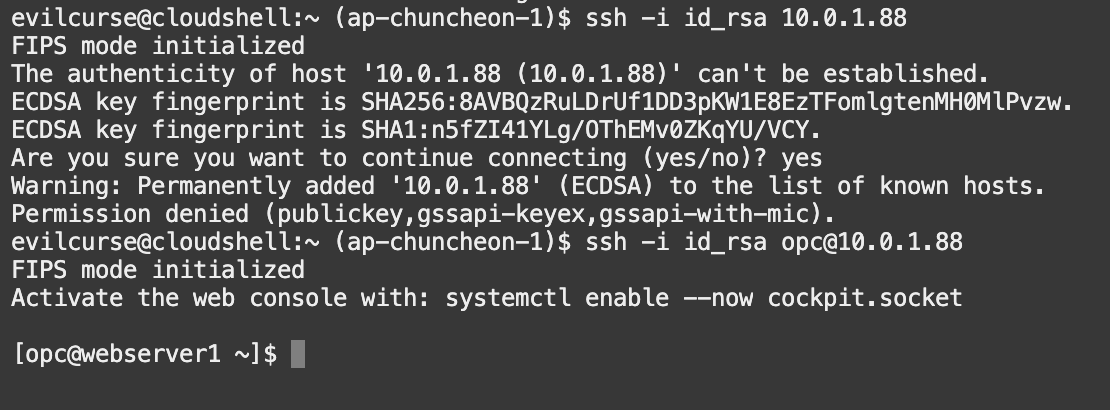 evilcurse@cloudshell:~ (ap-chuncheon-1)$ ssh -i id_rsa 10.0.1.88
FIPS mode initialized
The authenticity of host '10.0.1.88 (10.0.1.88)' can't be established.
ECDSA key fingerprint is SHA256:8AVBQzRuLDrUf1DD3pKW1E8EzTFomlgtenMH0MlPvzw.
ECDSA key fingerprint is SHA1:n5fZI41YLg/OThEMv0ZKqYU/VCY.
Are you sure you want to continue connecting (yes/no)? yes
Warning: Permanently added '10.0.1.88' (ECDSA) to the list of known hosts.
Permission denied (publickey,gssapi-keyex,gssapi-with-mic).
evilcurse@cloudshell:~ (ap-chuncheon-1)$ ssh -i id_rsa opc@10.0.1.88
FIPS mode initialized
Activate the web console with: systemctl enable --now cockpit.socket
[opc@webserver1 ~]$